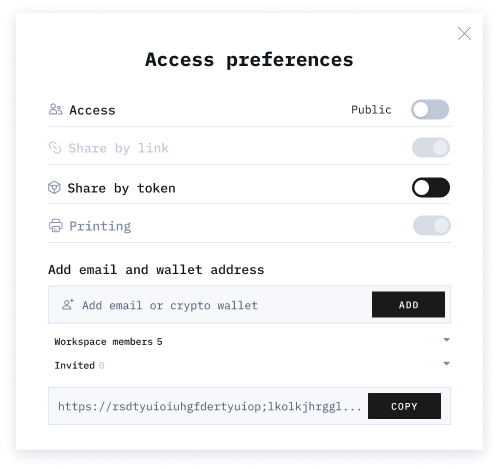 Access preferences
Access Public
Share by link
Share by token
Printing
Add email and wallet address
Add email or crypto wallet ADD
Workspace members 5
Invited 0
https://rsdtyuioiuhgfdertyuiop;lkolkjhrggl... COPY